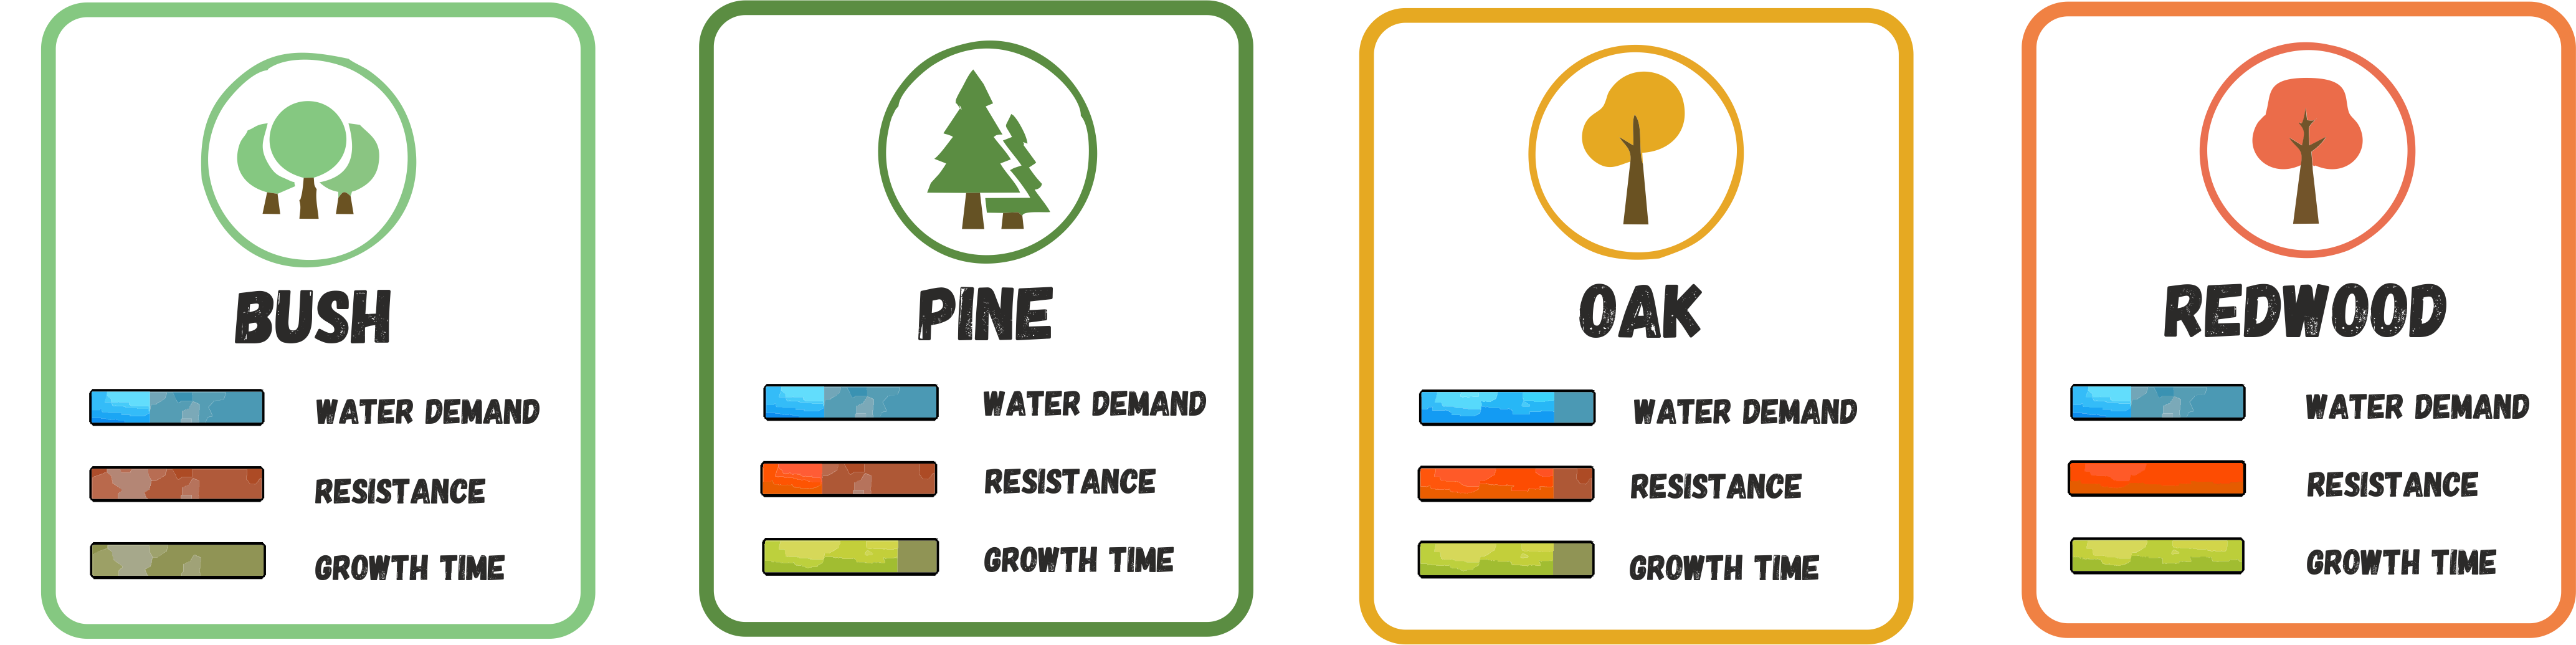 BUSH
WATER DEMAND
RESISTANCE
GROWTH TIME
PINE
WATER DEMAND
RESISTANCE
GROWTH TIME
OAK
WATER DEMAND
RESISTANCE
GROWTH TIME
REDWOOD
WATER DEMAND
RESISTANCE
GROWTH TIME